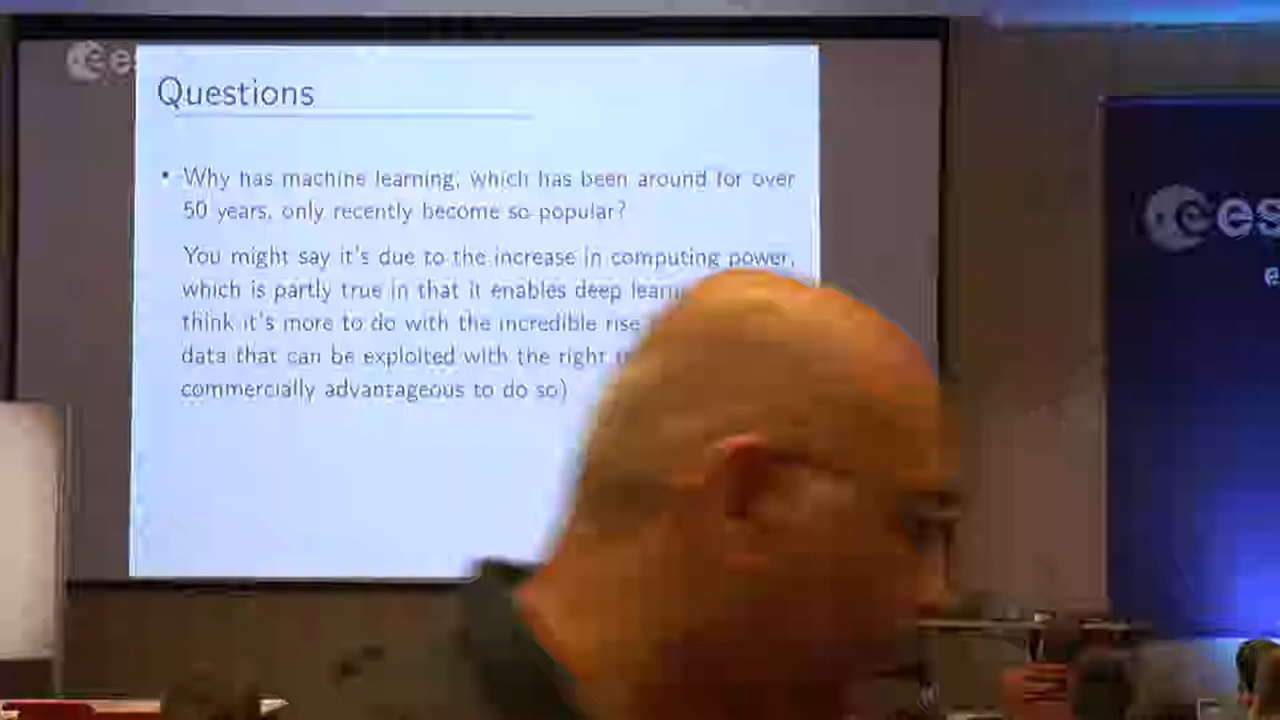 es
Questions
• Why has machine learning, which has been around for over
50 years, only recently become so popular?
You might say it's due to the increase in computing power,
which is partly true in that it enables deep
think it's more to do with the incredible rise
data that can be exploited with the right
commercially advantageous to do so)
es